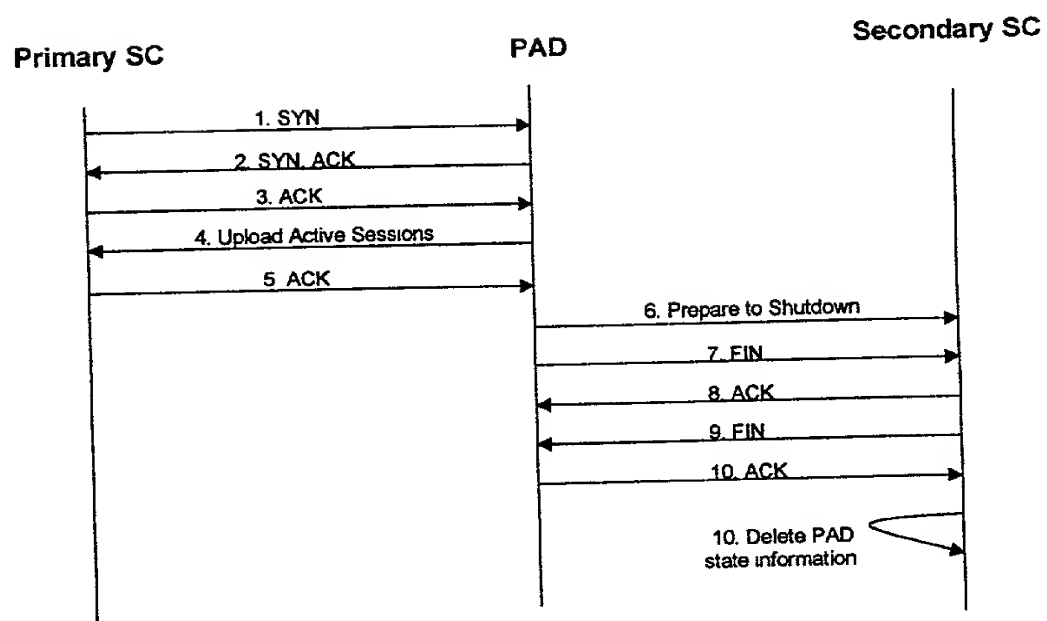 Primary SC
PAD
Secondary SC
1. SYN
2. SYN, ACK
3. ACK
4. Upload Active Sessions
5 ACK
6. Prepare to Shutdown
7. FIN
8. ACK
9. FIN
10. ACK
10. Delete PAD
state information